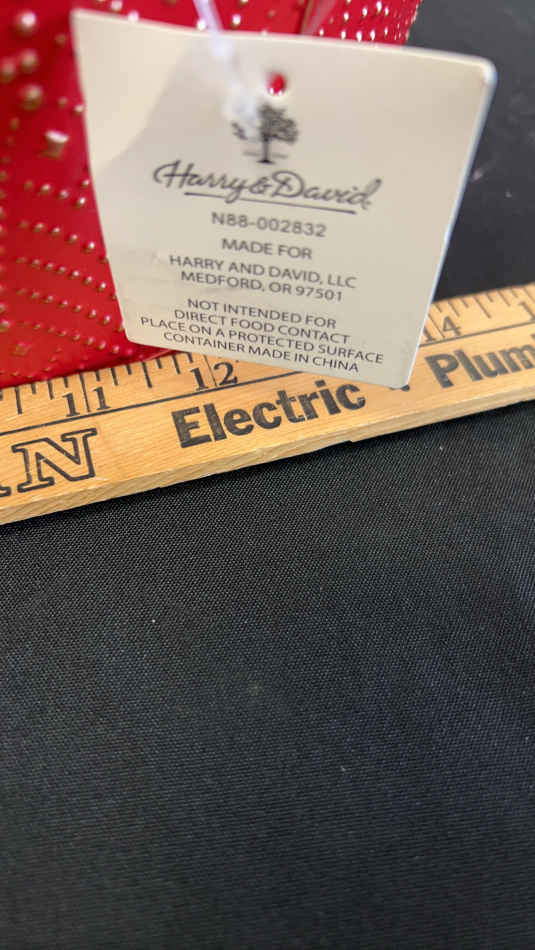 Harry & David®
N88-002832
MADE FOR
HARRY AND DAVID, LLC
MEDFORD, OR 97501
NOT INTENDED FOR
DIRECT FOOD CONTACT
PLACE ON A PROTECTED SURFACE
CONTAINER MADE IN CHINA
11 12 14 1
Electric • Plum
N